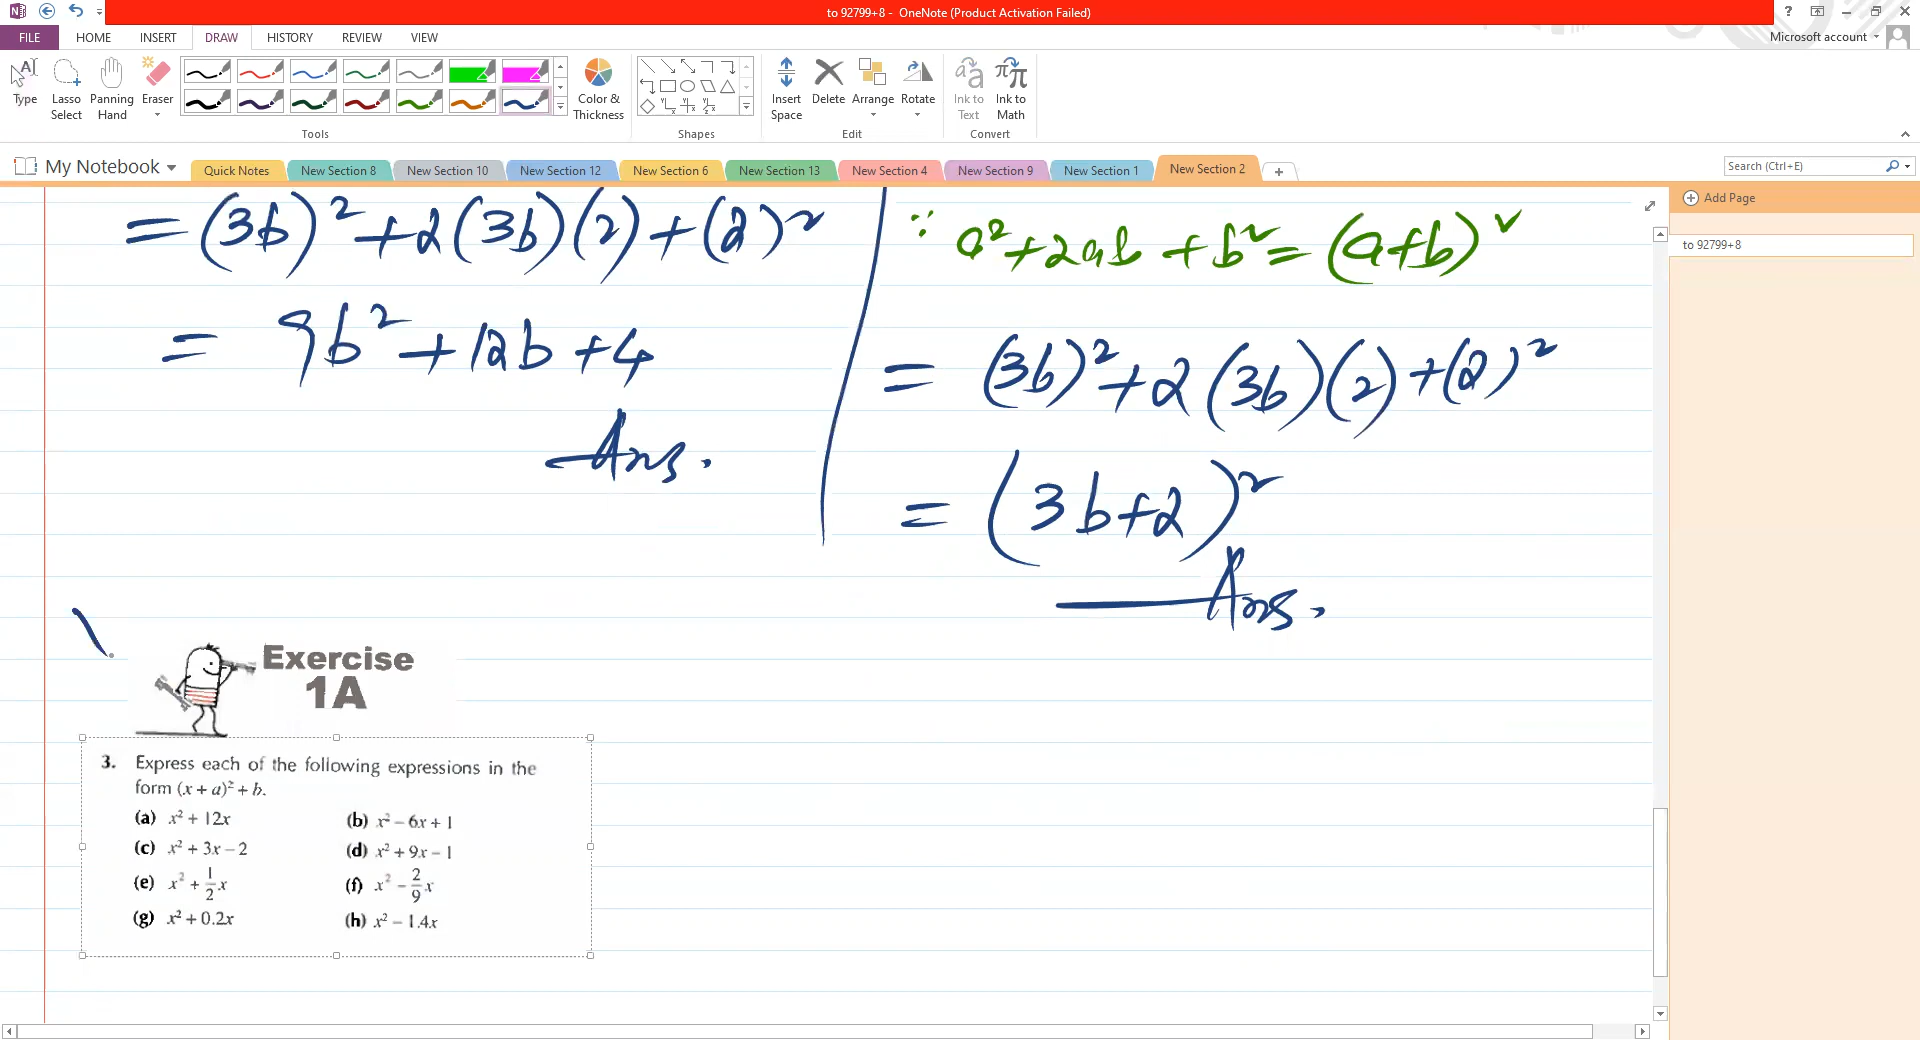 to 92799+8 - OneNote (Product Activation Failed)
?
FILE HOME INSERT DRAW HISTORY REVIEW VIEW
Microsoft account
Type
Lasso Select
Panning Hand
Eraser
Color & Thickness
Insert Space
Delete
Arrange
Rotate
Ink to Text
Ink to Math
Tools
Shapes
Edit
Convert
My Notebook
Quick Notes
New Section 8
New Section 10
New Section 12
New Section 6
New Section 13
New Section 4
New Section 9
New Section 1
New Section 2
Search (Ctrl+E)
Add Page
to 92799+8
= (3b)² + 2(3b)(2) + (2)²
= 9b² + 12b + 4
Ans.
∵ a² + 2ab + b² = (a+b)²
= (3b)² + 2(3b)(2) + (2)²
= (3b+2)²
Ans.
Exercise
1A
3. Express each of the following expressions in the
form (x + a)² + b.
(a) x² + 12x
(b) x² – 6x + 1
(c) x² + 3x – 2
(d) x² + 9x – 1
(e) x² + 1/2 x
(f) x² – 2/9 x
(g) x² + 0.2x
(h) x² – 1.4x